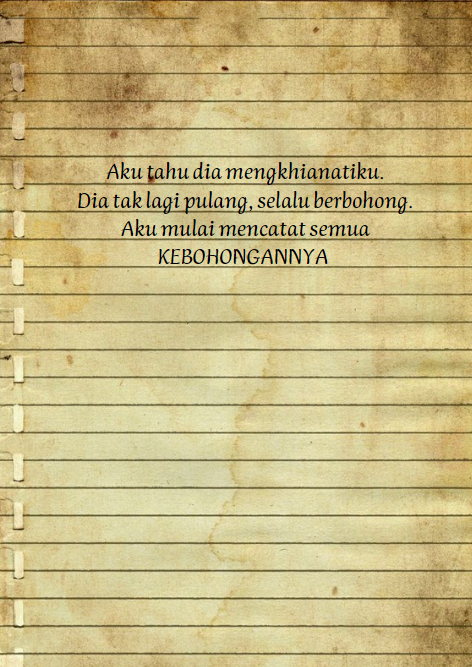 Aku tahu dia mengkhianatiku.
Dia tak lagi pulang, selalu berbohong.
Aku mulai mencatat semua
KEBOHONGANNYA